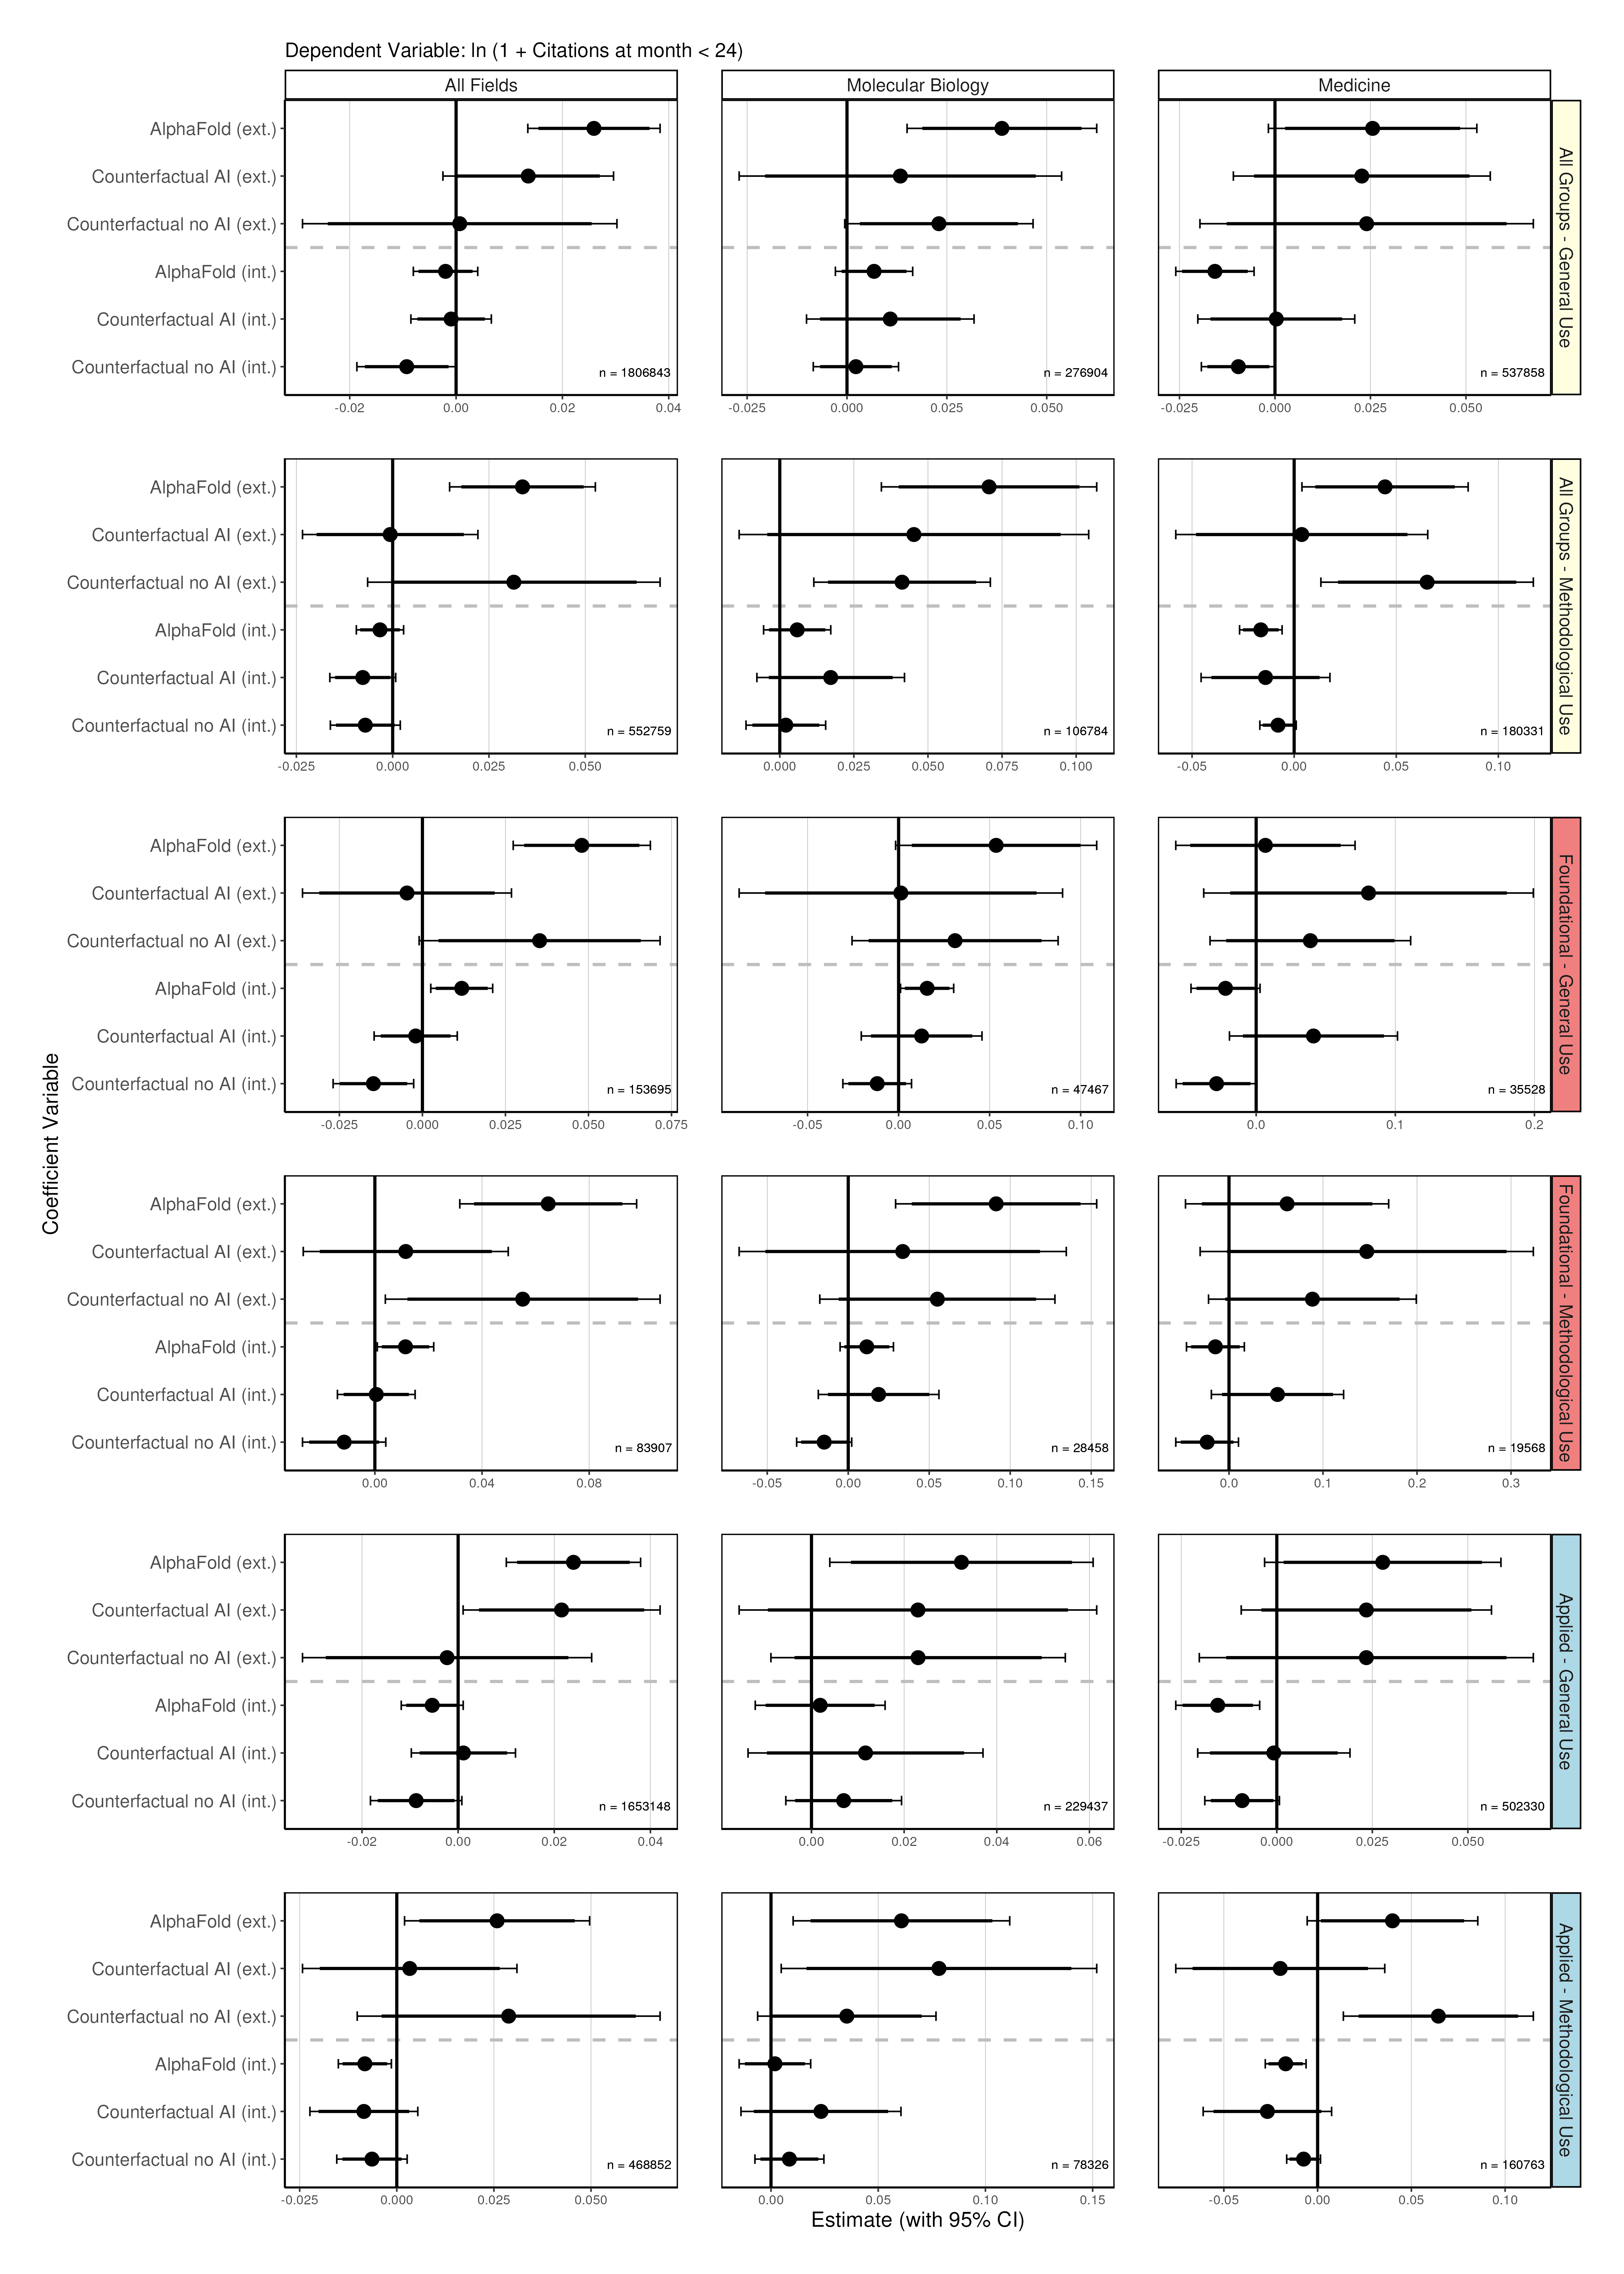 Dependent Variable: ln (1 + Citations at month < 24)
All Fields
Molecular Biology
Medicine
AlphaFold (ext.)
Counterfactual AI (ext.)
Counterfactual no AI (ext.)
AlphaFold (int.)
Counterfactual AI (int.)
Counterfactual no AI (int.)
n = 1806843
n = 276904
n = 537858
All Groups - General Use
-0.02 0.00 0.02 0.04
-0.025 0.000 0.025 0.050
-0.025 0.000 0.025 0.050
AlphaFold (ext.)
Counterfactual AI (ext.)
Counterfactual no AI (ext.)
AlphaFold (int.)
Counterfactual AI (int.)
Counterfactual no AI (int.)
n = 552759
n = 106784
n = 180331
All Groups - Methodological Use
-0.025 0.000 0.025 0.050
0.000 0.025 0.050 0.075 0.100
-0.05 0.00 0.05 0.10
AlphaFold (ext.)
Counterfactual AI (ext.)
Counterfactual no AI (ext.)
AlphaFold (int.)
Counterfactual AI (int.)
Counterfactual no AI (int.)
n = 153695
n = 47467
n = 35528
Foundational - General Use
-0.025 0.000 0.025 0.050 0.075
-0.05 0.00 0.05 0.10
0.0 0.1 0.2
Coefficient Variable
AlphaFold (ext.)
Counterfactual AI (ext.)
Counterfactual no AI (ext.)
AlphaFold (int.)
Counterfactual AI (int.)
Counterfactual no AI (int.)
n = 83907
n = 28458
n = 19568
Foundational - Methodological Use
0.00 0.04 0.08
-0.05 0.00 0.05 0.10 0.15
0.0 0.1 0.2 0.3
AlphaFold (ext.)
Counterfactual AI (ext.)
Counterfactual no AI (ext.)
AlphaFold (int.)
Counterfactual AI (int.)
Counterfactual no AI (int.)
n = 1653148
n = 229437
n = 502330
Applied - General Use
-0.02 0.00 0.02 0.04
0.00 0.02 0.04 0.06
-0.025 0.000 0.025 0.050
AlphaFold (ext.)
Counterfactual AI (ext.)
Counterfactual no AI (ext.)
AlphaFold (int.)
Counterfactual AI (int.)
Counterfactual no AI (int.)
n = 468852
n = 78326
n = 160763
Applied - Methodological Use
-0.025 0.000 0.025 0.050
0.00 0.05 0.10 0.15
-0.05 0.00 0.05 0.10
Estimate (with 95% CI)